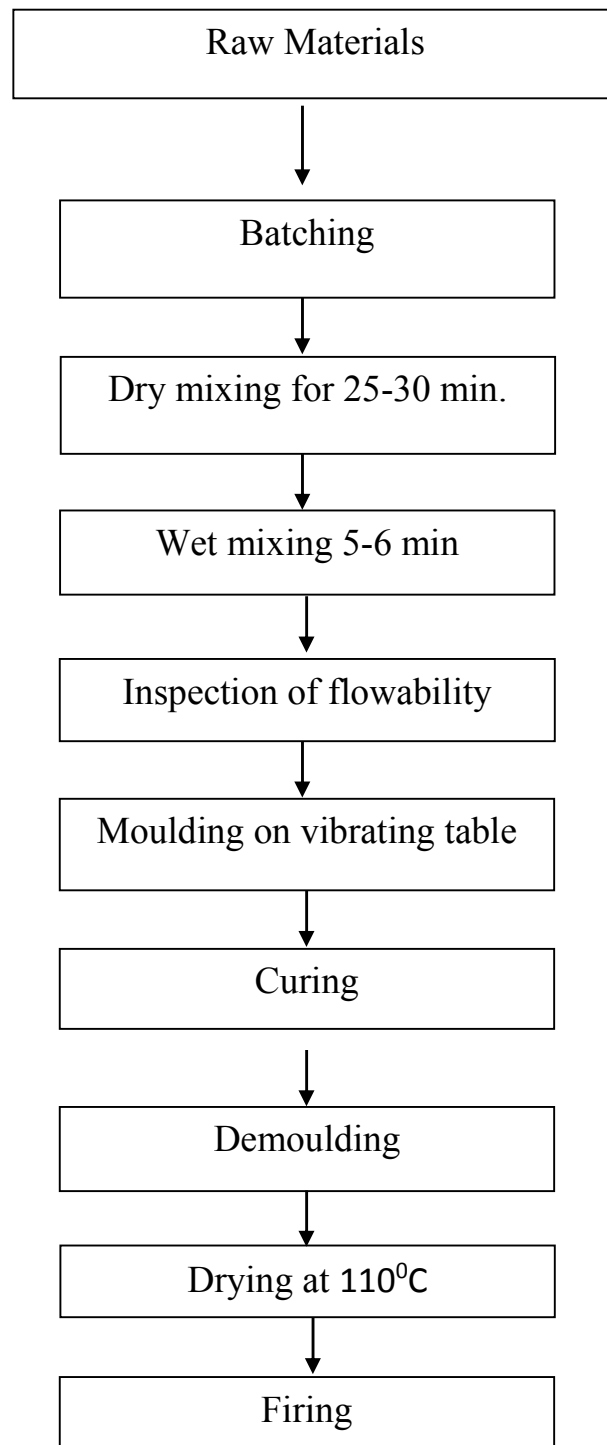 Raw Materials
Batching
Dry mixing for 25-30 min.
Wet mixing 5-6 min
Inspection of flowability
Moulding on vibrating table
Curing
Demoulding
Drying at 110⁰C
Firing